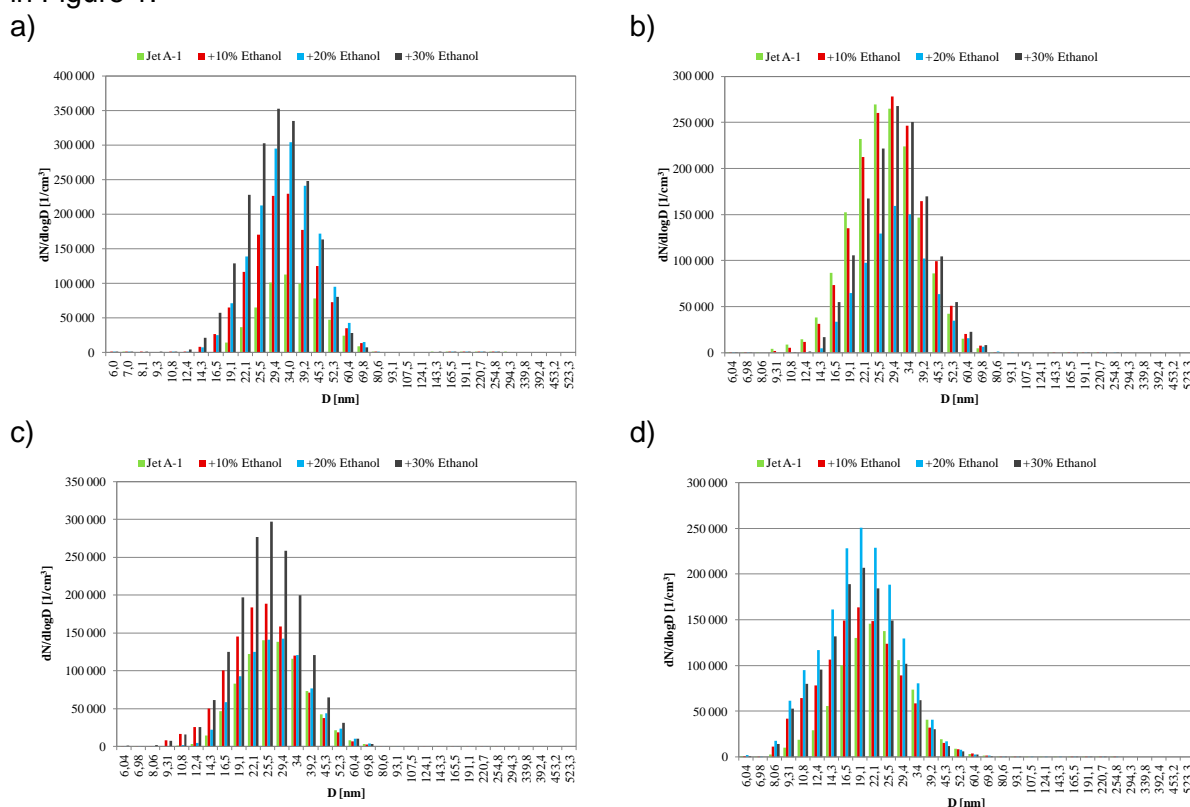 in Figure
a)
Jet A-1 +10% Ethanol +20% Ethanol +30% Ethanol
dN/dlogD [1/cm³]
400 000
350 000
300 000
250 000
200 000
150 000
100 000
50 000
0
6,0 7,0 8,1 9,3 10,8 12,4 14,3 16,5 19,1 22,1 25,5 29,4 34,0 39,2 45,3 52,3 60,4 69,8 80,6 93,1 107,5 124,1 143,3 165,5 191,1 220,7 254,8 294,3 339,8 392,4 453,2 523,3
D [nm]
b)
Jet A-1 +10% Ethanol +20% Ethanol +30% Ethanol
dN/dlogD [1/cm³]
300 000
250 000
200 000
150 000
100 000
50 000
0
6,04 6,98 8,06 9,31 10,8 12,4 14,3 16,5 19,1 22,1 25,5 29,4 34 39,2 45,3 52,3 60,4 69,8 80,6 93,1 107,5 124,1 143,3 165,5 191,1 220,7 254,8 294,3 339,8 392,4 453,2 523,3
D [nm]
c)
Jet A-1 +10% Ethanol +20% Ethanol +30% Ethanol
dN/dlogD [1/cm³]
350 000
300 000
250 000
200 000
150 000
100 000
50 000
0
6,04 6,98 8,06 9,31 10,8 12,4 14,3 16,5 19,1 22,1 25,5 29,4 34 39,2 45,3 52,3 60,4 69,8 80,6 93,1 107,5 124,1 143,3 165,5 191,1 220,7 254,8 294,3 339,8 392,4 453,2 523,3
D [nm]
d)
Jet A-1 +10% Ethanol +20% Ethanol +30% Ethanol
dN/dlogD [1/cm³]
300 000
250 000
200 000
150 000
100 000
50 000
0
6,04 6,98 8,06 9,31 10,8 12,4 14,3 16,5 19,1 22,1 25,5 29,4 34 39,2 45,3 52,3 60,4 69,8 80,6 93,1 107,5 124,1 143,3 165,5 191,1 220,7 254,8 294,3 339,8 392,4 453,2 523,3
D [nm]